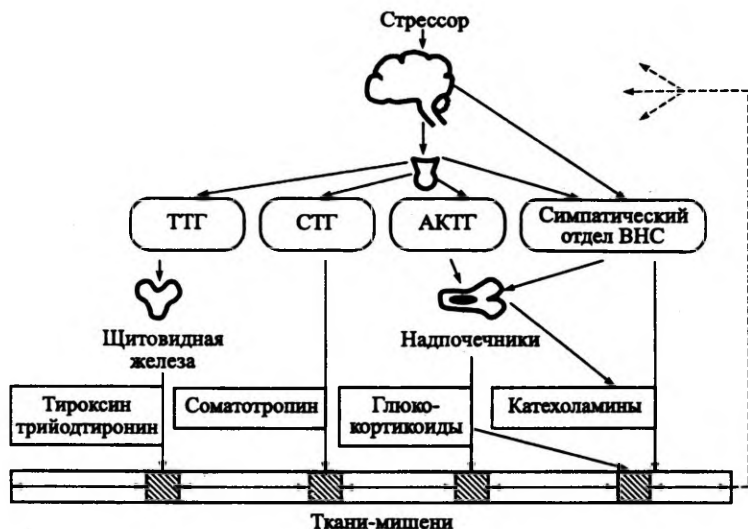 Стрессор
ТТГ
СТГ
АКТГ
Симпатический
отдел ВНС
Щитовидная
железа
Надпочечники
Тироксин
трийодтиронин
Соматотропин
Глюко-
кортикоиды
Катехоламины
Ткани-мишени